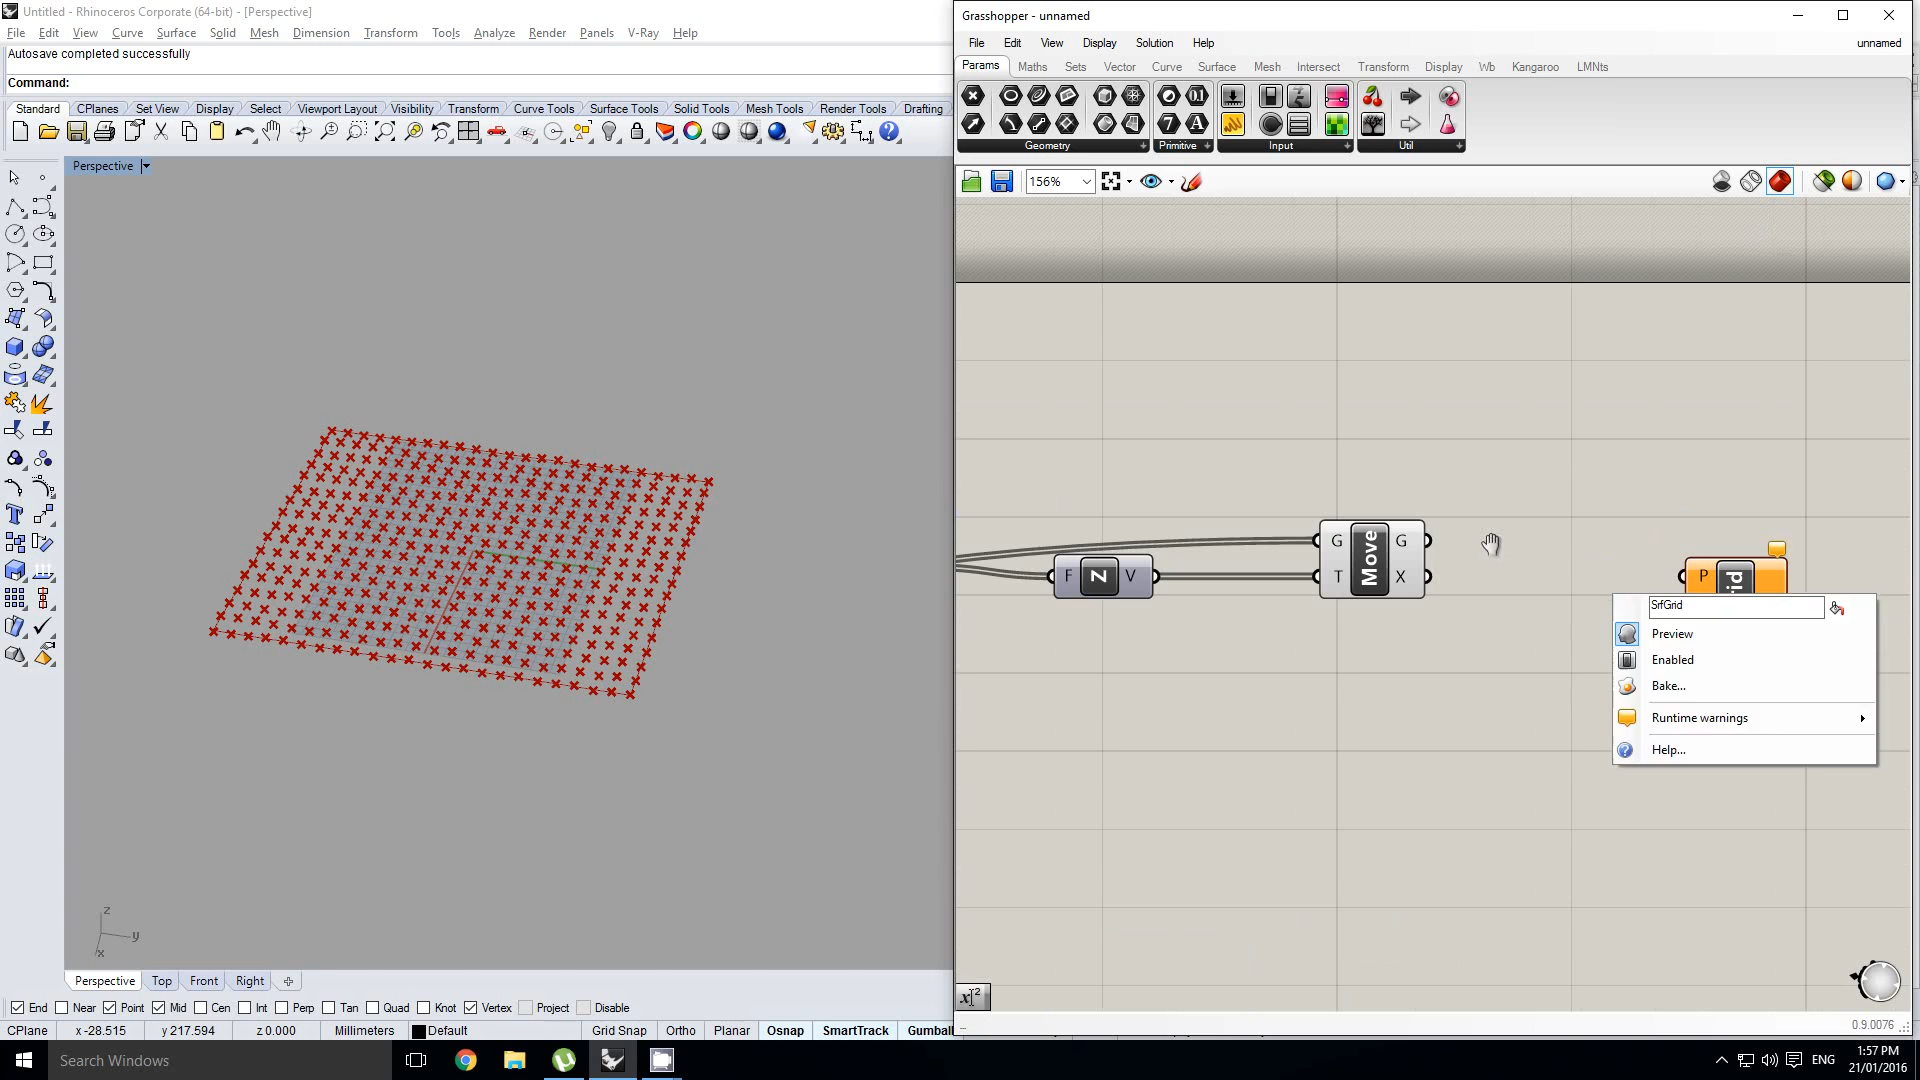 Untitled - Rhinoceros Corporate (64-bit) - [Perspective]
File Edit View Curve Surface Solid Mesh Dimension Transform Tools Analyze Render Panels V-Ray Help
Autosave completed successfully
Command:
Standard CPlanes Set View Display Select Viewport Layout Visibility Transform Curve Tools Surface Tools Solid Tools Mesh Tools Render Tools Drafting
Perspective
z
y
x
Perspective Top Front Right
End Near Point Mid Cen Int Perp Tan Quad Knot Vertex Project Disable
CPlane x -28.515 y 217.594 z 0.000 Millimeters Default Grid Snap Ortho Planar Osnap SmartTrack Gumball
Grasshopper - unnamed
File Edit View Display Solution Help unnamed
Params Maths Sets Vector Curve Surface Mesh Intersect Transform Display Wb Kangaroo LMNts
Geometry Primitive Input Util
156%
F Z V
G Move G
T X
P
SrfGrid
Preview
Enabled
Bake...
Runtime warnings
Help...
0.9.0076
Search Windows
ENG
1:57 PM
21/01/2016